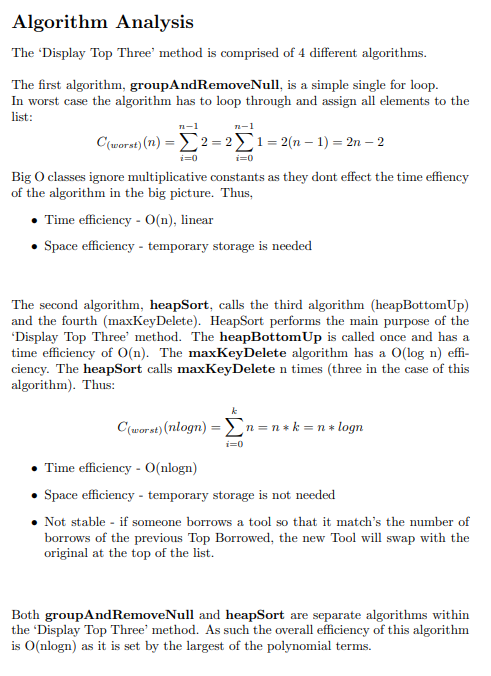 Algorithm Analysis
The ‘Display Top Three’ method is comprised of 4 different algorithms.
The first algorithm, groupAndRemoveNull, is a simple single for loop.
In worst case the algorithm has to loop through and assign all elements to the
list:
C(worst)(n) = ∑_{i=0}^{n−1} 2 = 2 ∑_{i=0}^{n−1} 1 = 2(n − 1) = 2n − 2
Big O classes ignore multiplicative constants as they dont effect the time effiency
of the algorithm in the big picture. Thus,
• Time efficiency - O(n), linear
• Space efficiency - temporary storage is needed
The second algorithm, heapSort, calls the third algorithm (heapBottomUp)
and the fourth (maxKeyDelete). HeapSort performs the main purpose of the
‘Display Top Three’ method. The heapBottomUp is called once and has a
time efficiency of O(n). The maxKeyDelete algorithm has a O(log n) effi-
ciency. The heapSort calls maxKeyDelete n times (three in the case of this
algorithm). Thus:
C(worst)(nlogn) = ∑_{i=0}^{k} n = n ∗ k = n ∗ logn
• Time efficiency - O(nlogn)
• Space efficiency - temporary storage is not needed
• Not stable - if someone borrows a tool so that it match’s the number of
borrows of the previous Top Borrowed, the new Tool will swap with the
original at the top of the list.
Both groupAndRemoveNull and heapSort are separate algorithms within
the ‘Display Top Three’ method. As such the overall efficiency of this algorithm
is O(nlogn) as it is set by the largest of the polynomial terms.